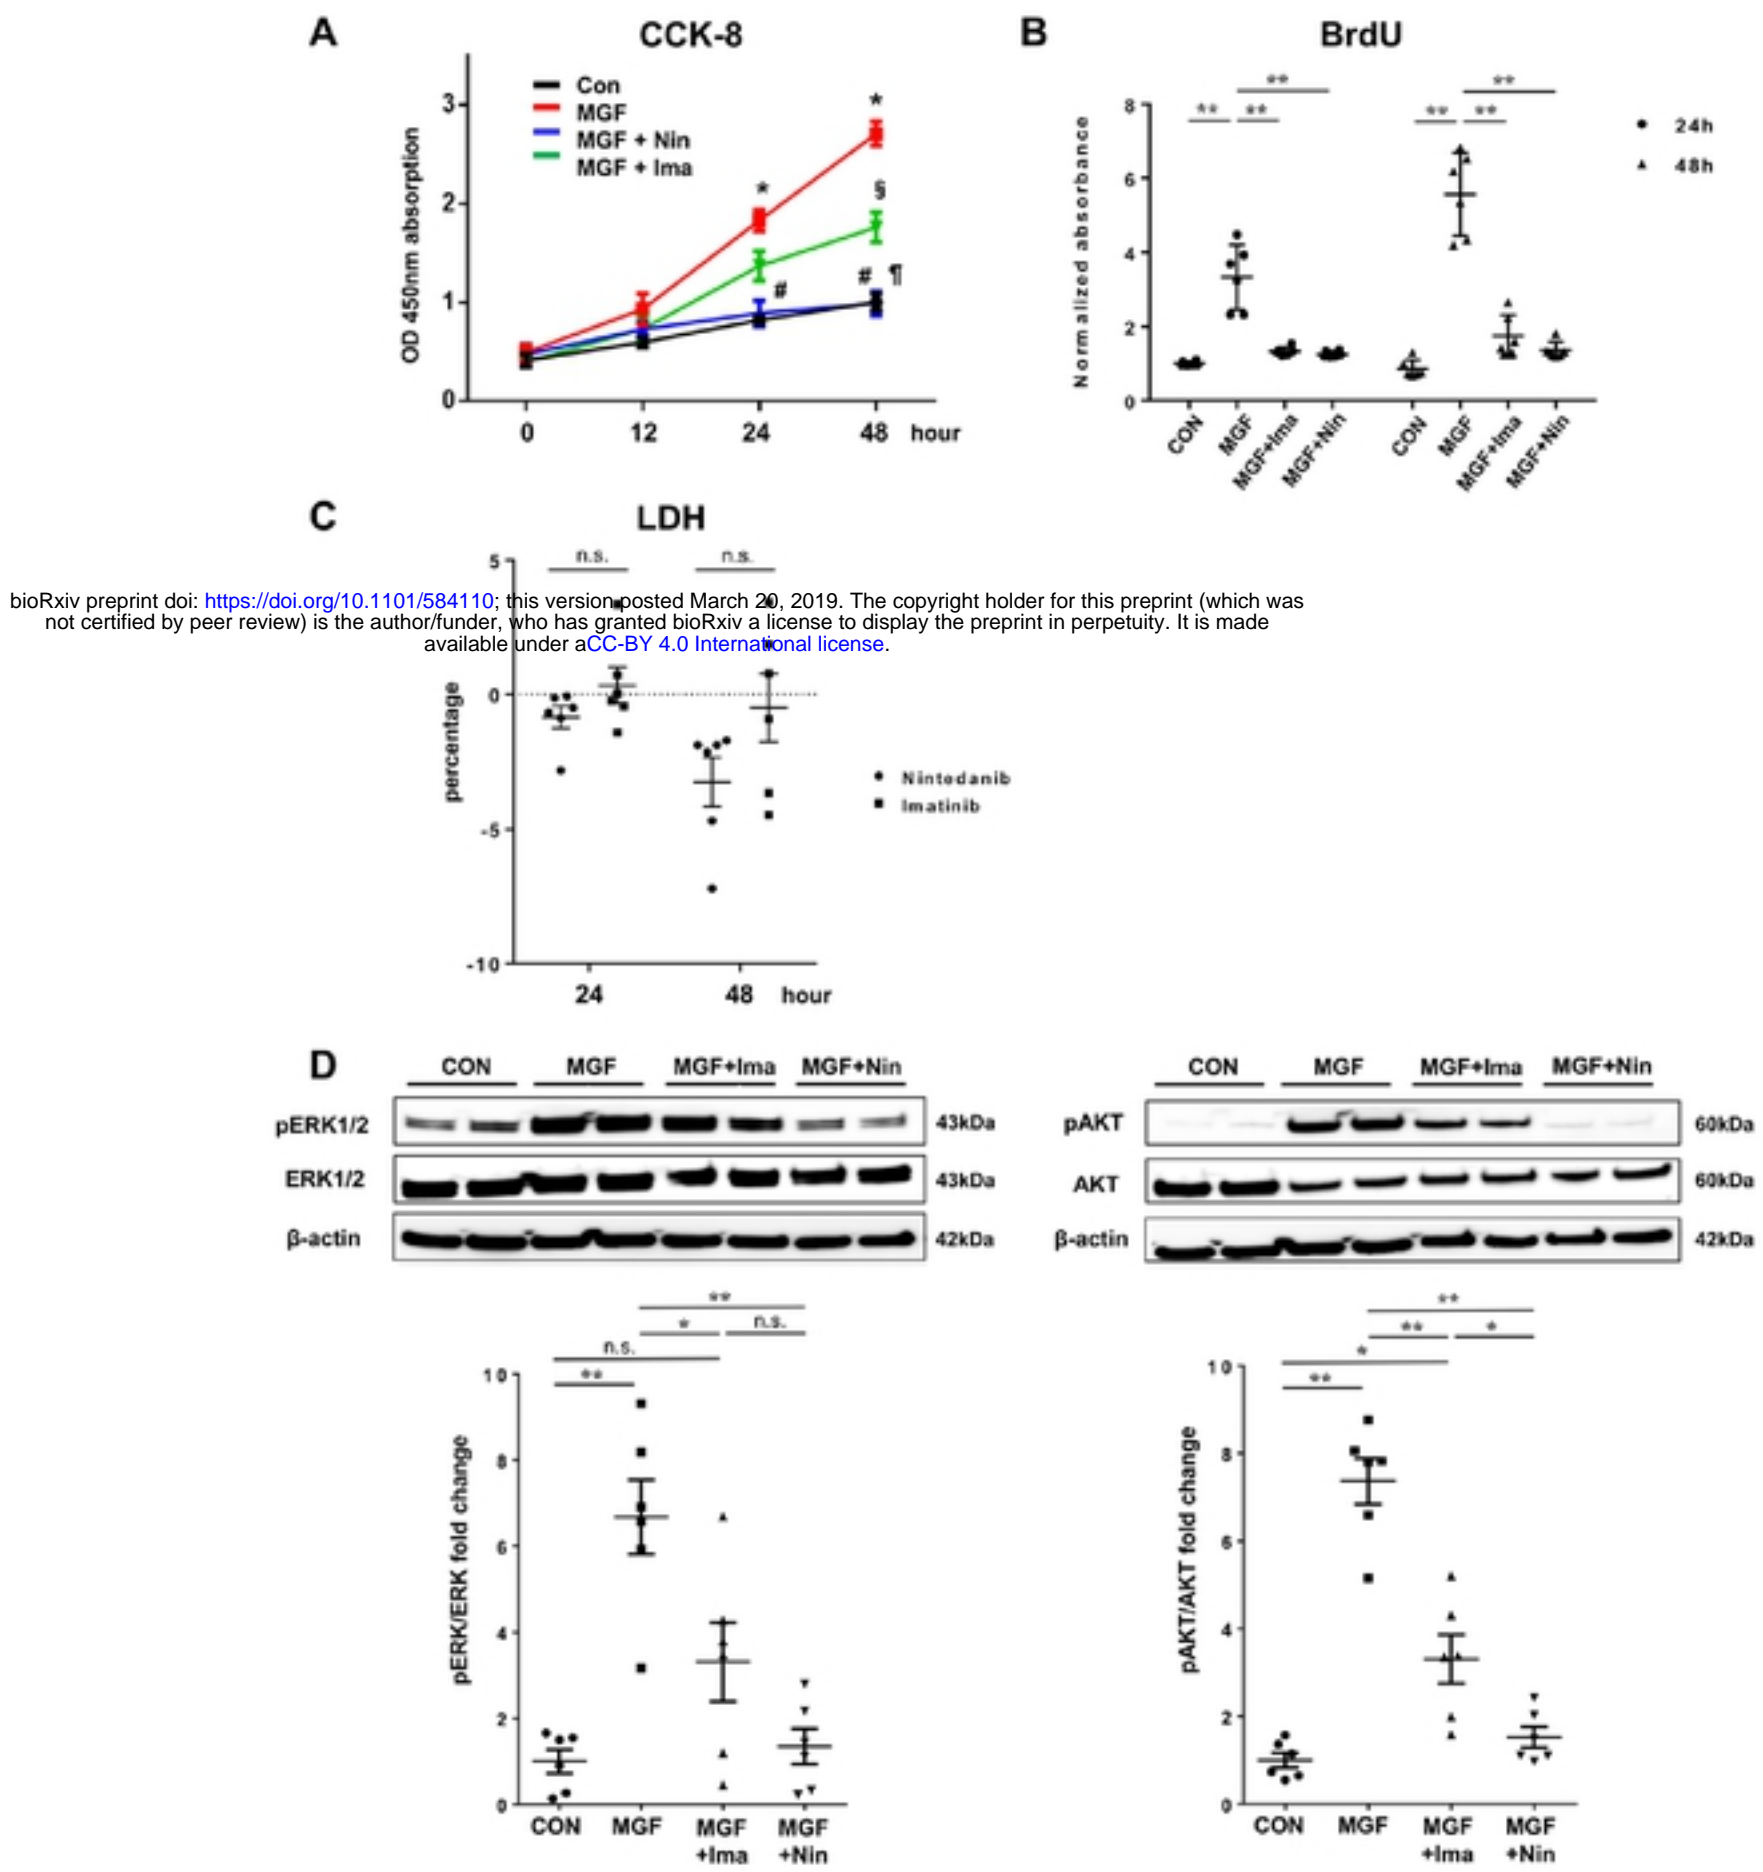 A
CCK-8
Con
MGF
MGF + Nin
MGF + Ima
OD 450nm absorption
3
2
1
0
*
*
§
#
# ¶
0 12 24 48 hour
B
BrdU
** ** **
** ** **
Normalized absorbance
8
6
4
2
0
24h
48h
CON MGF MGF+Ima MGF+Nin CON MGF MGF+Ima MGF+Nin
C
LDH
n.s. n.s.
5
0
-5
-10
percentage
Nintedanib
Imatinib
24 48 hour
bioRxiv preprint doi: https://doi.org/10.1101/584110; this version posted March 20, 2019. The copyright holder for this preprint (which was
not certified by peer review) is the author/funder, who has granted bioRxiv a license to display the preprint in perpetuity. It is made
available under aCC-BY 4.0 International license.
D
CON MGF MGF+Ima MGF+Nin
pERK1/2 43kDa
ERK1/2 43kDa
β-actin 42kDa
CON MGF MGF+Ima MGF+Nin
pAKT 60kDa
AKT 60kDa
β-actin 42kDa
**
* n.s.
n.s.
**
pERK/ERK fold change
10
8
6
4
2
0
CON MGF MGF +Ima MGF +Nin
**
** *
*
**
pAKT/AKT fold change
10
8
6
4
2
0
CON MGF MGF +Ima MGF +Nin